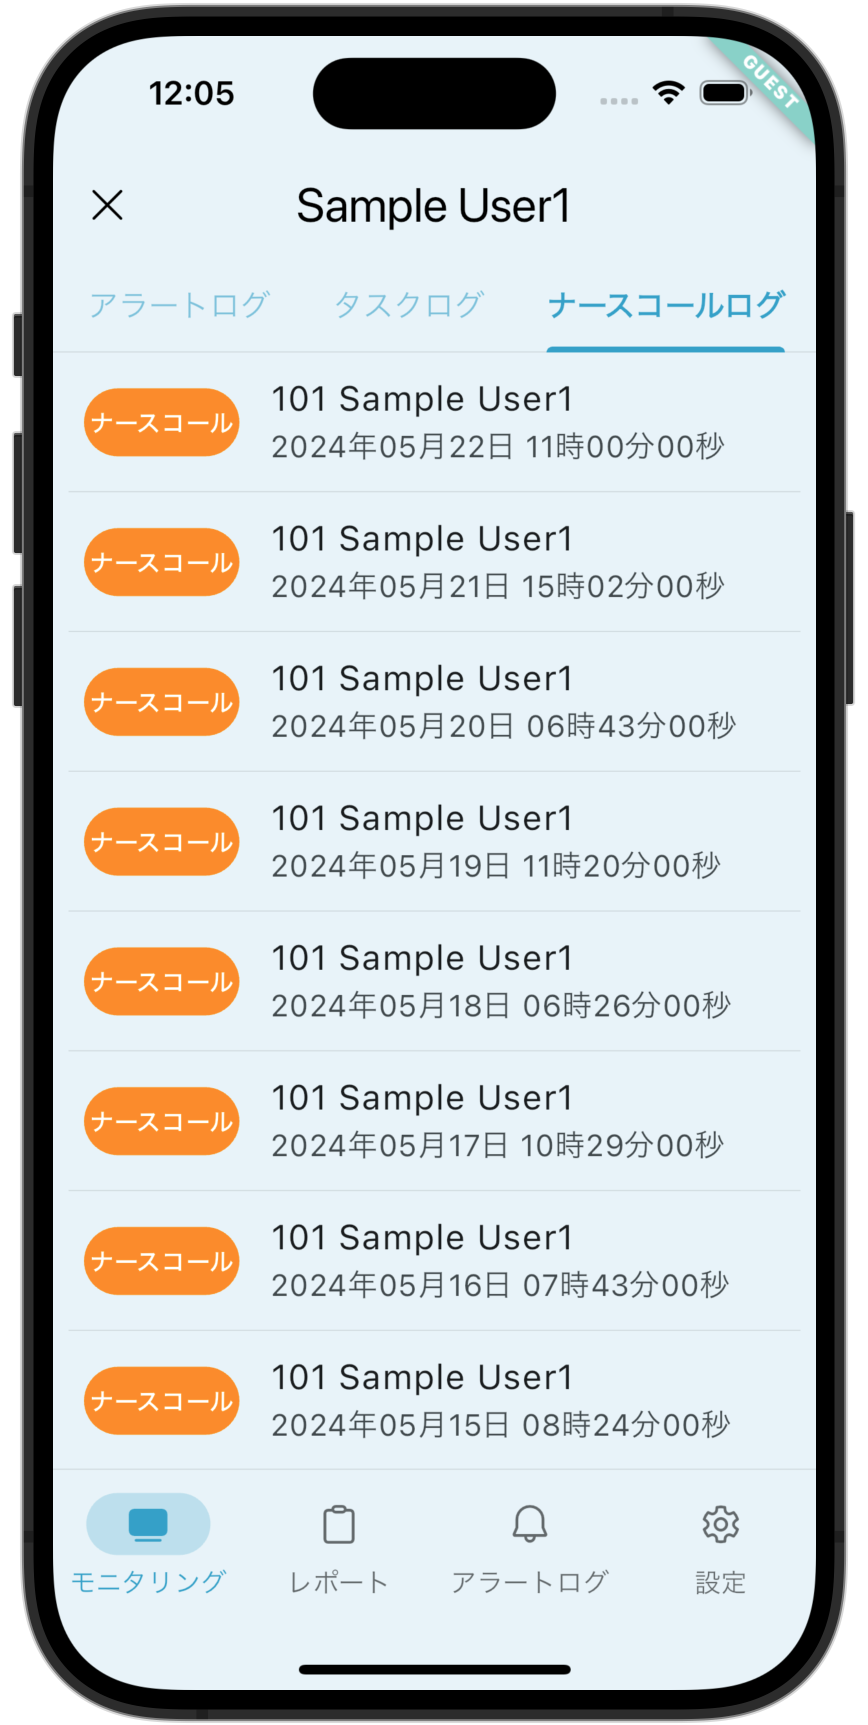 12:05
GUEST
Sample User1
アラートログ タスクログ ナースコールログ
ナースコール
101 Sample User1
2024年05月22日 11時00分00秒
ナースコール
101 Sample User1
2024年05月21日 15時02分00秒
ナースコール
101 Sample User1
2024年05月20日 06時43分00秒
ナースコール
101 Sample User1
2024年05月19日 11時20分00秒
ナースコール
101 Sample User1
2024年05月18日 06時26分00秒
ナースコール
101 Sample User1
2024年05月17日 10時29分00秒
ナースコール
101 Sample User1
2024年05月16日 07時43分00秒
ナースコール
101 Sample User1
2024年05月15日 08時24分00秒
モニタリング レポート アラートログ 設定